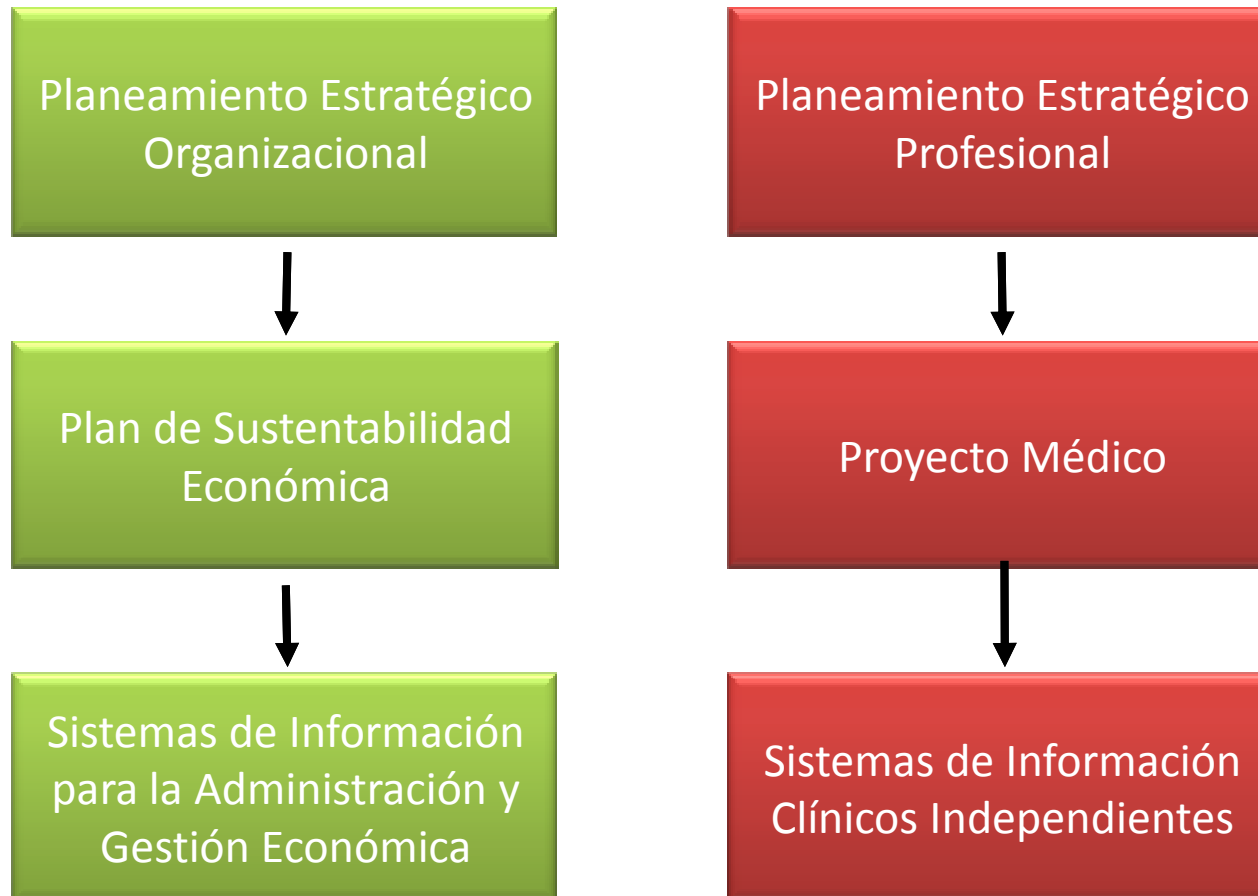 Planeamiento Estratégico
Organizacional
Planeamiento Estratégico
Profesional
Plan de Sustentabilidad
Económica
Proyecto Médico
Sistemas de Información
para la Administración y
Gestión Económica
Sistemas de Información
Clínicos Independientes